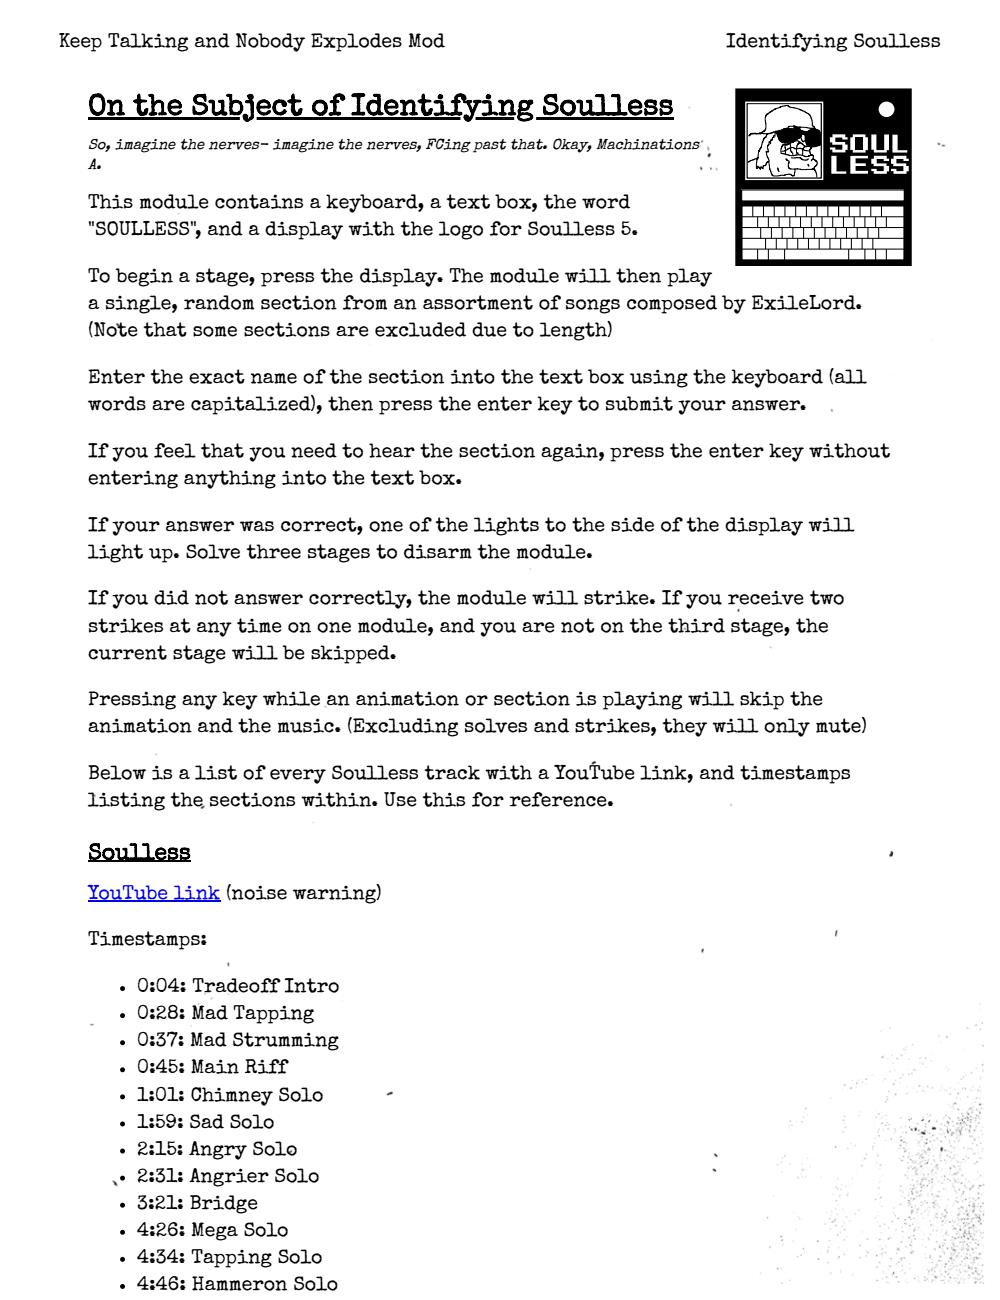 Keep Talking and Nobody Explodes Mod
Identifying Soulless
On the Subject of Identifying Soulless
So, imagine the nerves- imagine the nerves, FCing past that. Okay, Machinations
A.
SOUL
LESS
This module contains a keyboard, a text box, the word
"SOULLESS", and a display with the logo for Soulless 5.
To begin a stage, press the display. The module will then play
a single, random section from an assortment of songs composed by ExileLord.
(Note that some sections are excluded due to length)
Enter the exact name of the section into the text box using the keyboard (all
words are capitalized), then press the enter key to submit your answer.
If you feel that you need to hear the section again, press the enter key without
entering anything into the text box.
If your answer was correct, one of the lights to the side of the display will
light up. Solve three stages to disarm the module.
If you did not answer correctly, the module will strike. If you receive two
strikes at any time on one module, and you are not on the third stage, the
current stage will be skipped.
Pressing any key while an animation or section is playing will skip the
animation and the music. (Excluding solves and strikes, they will only mute)
Below is a list of every Soulless track with a YouTube link, and timestamps
listing the sections within. Use this for reference.
Soulless
YouTube link (noise warning)
Timestamps:
• 0:04: Tradeoff Intro
• 0:28: Mad Tapping
• 0:37: Mad Strumming
• 0:45: Main Riff
• 1:01: Chimney Solo
• 1:59: Sad Solo
• 2:15: Angry Solo
• 2:31: Angrier Solo
• 3:21: Bridge
• 4:26: Mega Solo
• 4:34: Tapping Solo
• 4:46: Hammeron Solo